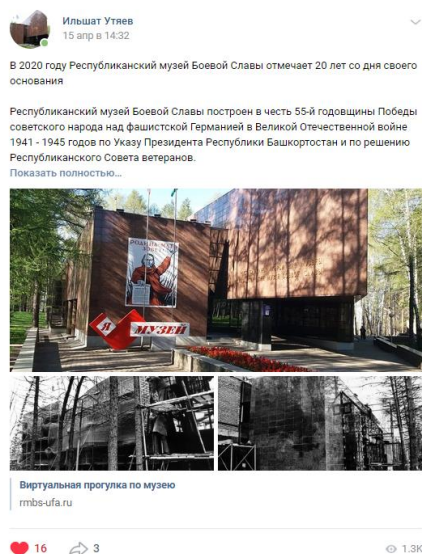 Ильшат Утяев
15 апр в 14:32
В 2020 году Республиканский музей Боевой Славы отмечает 20 лет со дня своего
основания
Республиканский музей Боевой Славы построен в честь 55-й годовщины Победы
советского народа над фашистской Германией в Великой Отечественной войне
1941 - 1945 годов по Указу Президента Республики Башкортостан и по решению
Республиканского Совета ветеранов.
Показать полностью...
РОДИНА-МАТЬ
ЗОВЕТ!
Я
МУЗЕЙ
Виртуальная прогулка по музею
rmbs-ufa.ru
16
3
1.3K